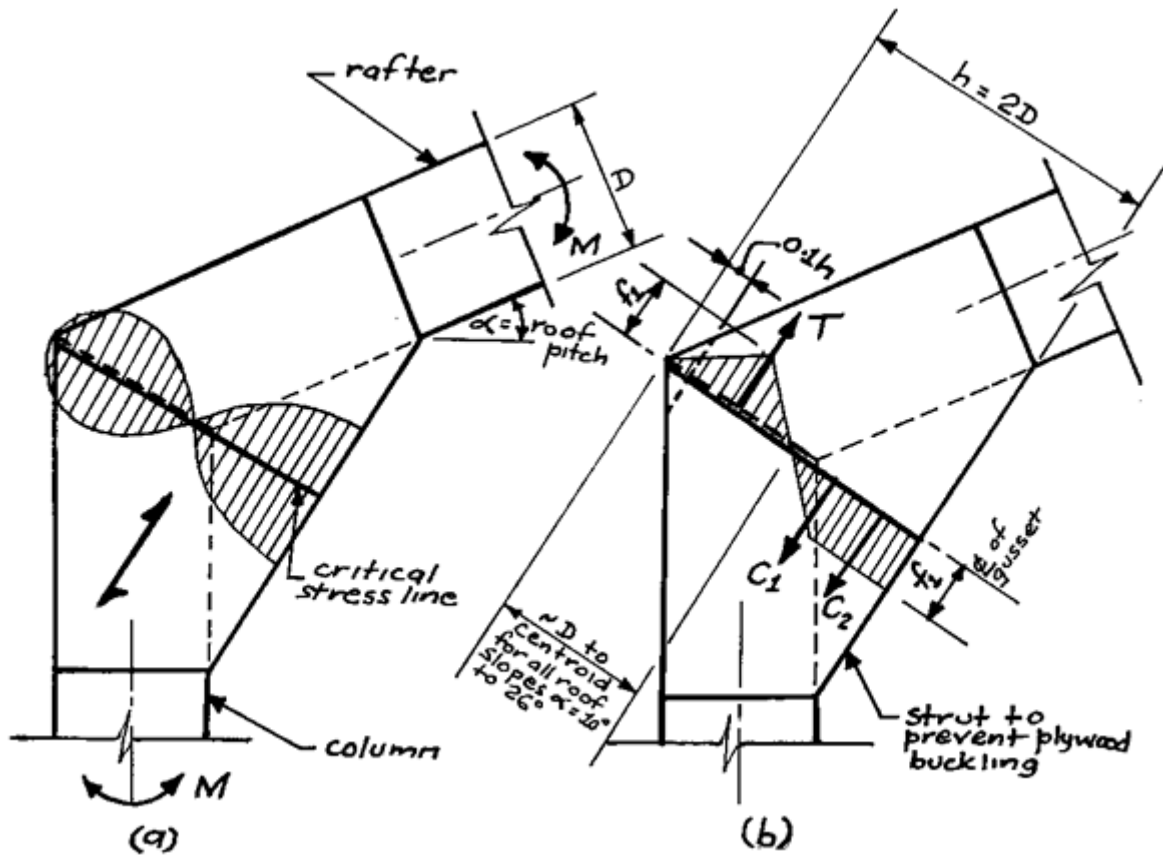 rafter
D
M
α = roof
pitch
critical
stress line
column
M
(a)
h = 2D
0.1h
f1
T
C1
C2
f2
℄ of
gusset
~D to
centroid
for all roof
slopes α = 10°
to 26°
strut to
prevent plywood
buckling
(b)